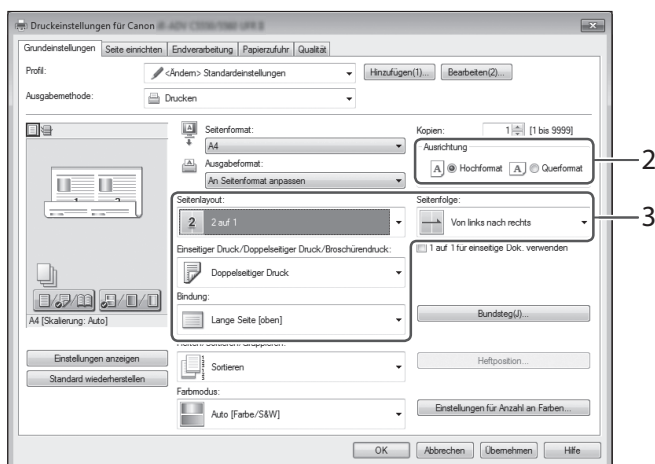 Druckeinstellungen für Canon
Grundeinstellungen Seite einrichten Endverarbeitung Papierzufuhr Qualität
Profil: <Ändern> Standardeinstellungen Hinzufügen(1)... Bearbeiten(2)...
Ausgabemethode: Drucken
Seitenformat: Kopien: 1 [1 bis 9999]
A4 Ausrichtung
Ausgabeformat: A Hochformat A Querformat 2
An Seitenformat anpassen
Seitenlayout: Seitenfolge:
2 2 auf 1 Von links nach rechts 3
1 2
Einseitiger Druck/Doppelseitiger Druck/Broschürendruck: 1 auf 1 für einseitige Dok. verwenden
Doppelseitiger Druck
Bindung:
A4 [Skalierung: Auto] Lange Seite [oben] Bundsteg(J)...
Einstellungen anzeigen Sortieren Heftposition...
Standard wiederherstellen
Farbmodus:
Auto [Farbe/S&W] Einstellungen für Anzahl an Farben...
OK Abbrechen Übernehmen Hilfe